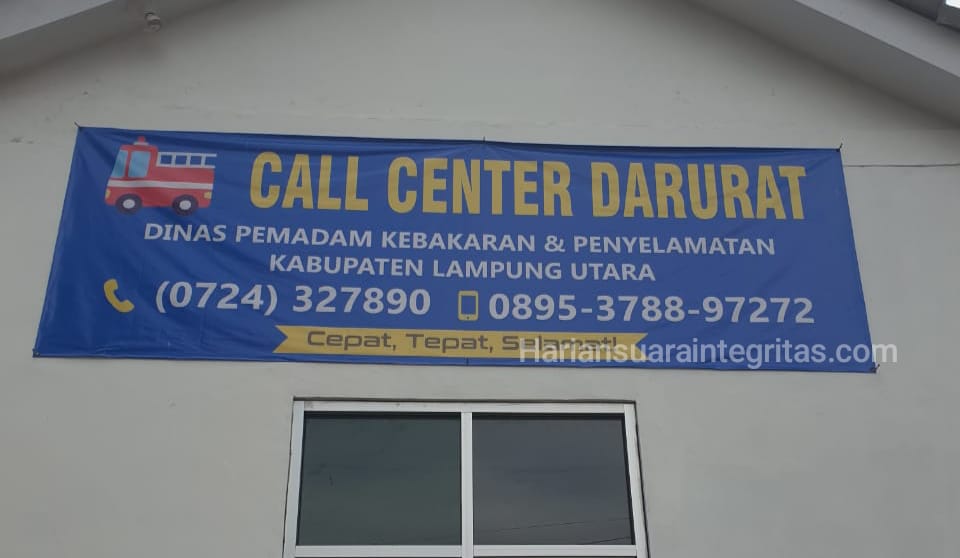 CALL CENTER DARURAT
DINAS PEMADAM KEBAKARAN & PENYELAMATAN
KABUPATEN LAMPUNG UTARA
(0724) 327890 0895-3788-97272
Cepat, Tepat, Selamat!
Hariansuaraintegritas.com